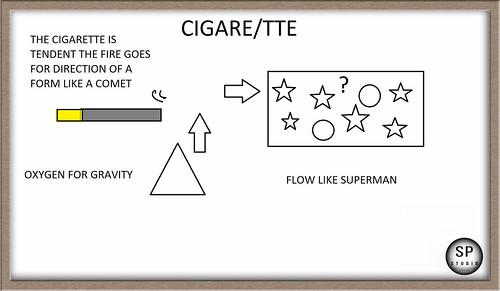 CIGARE/TTE
THE CIGARETTE IS
TENDENT THE FIRE GOES
FOR DIRECTION OF A
FORM LIKE A COMET
?
OXYGEN FOR GRAVITY
FLOW LIKE SUPERMAN
SP
STUDIO